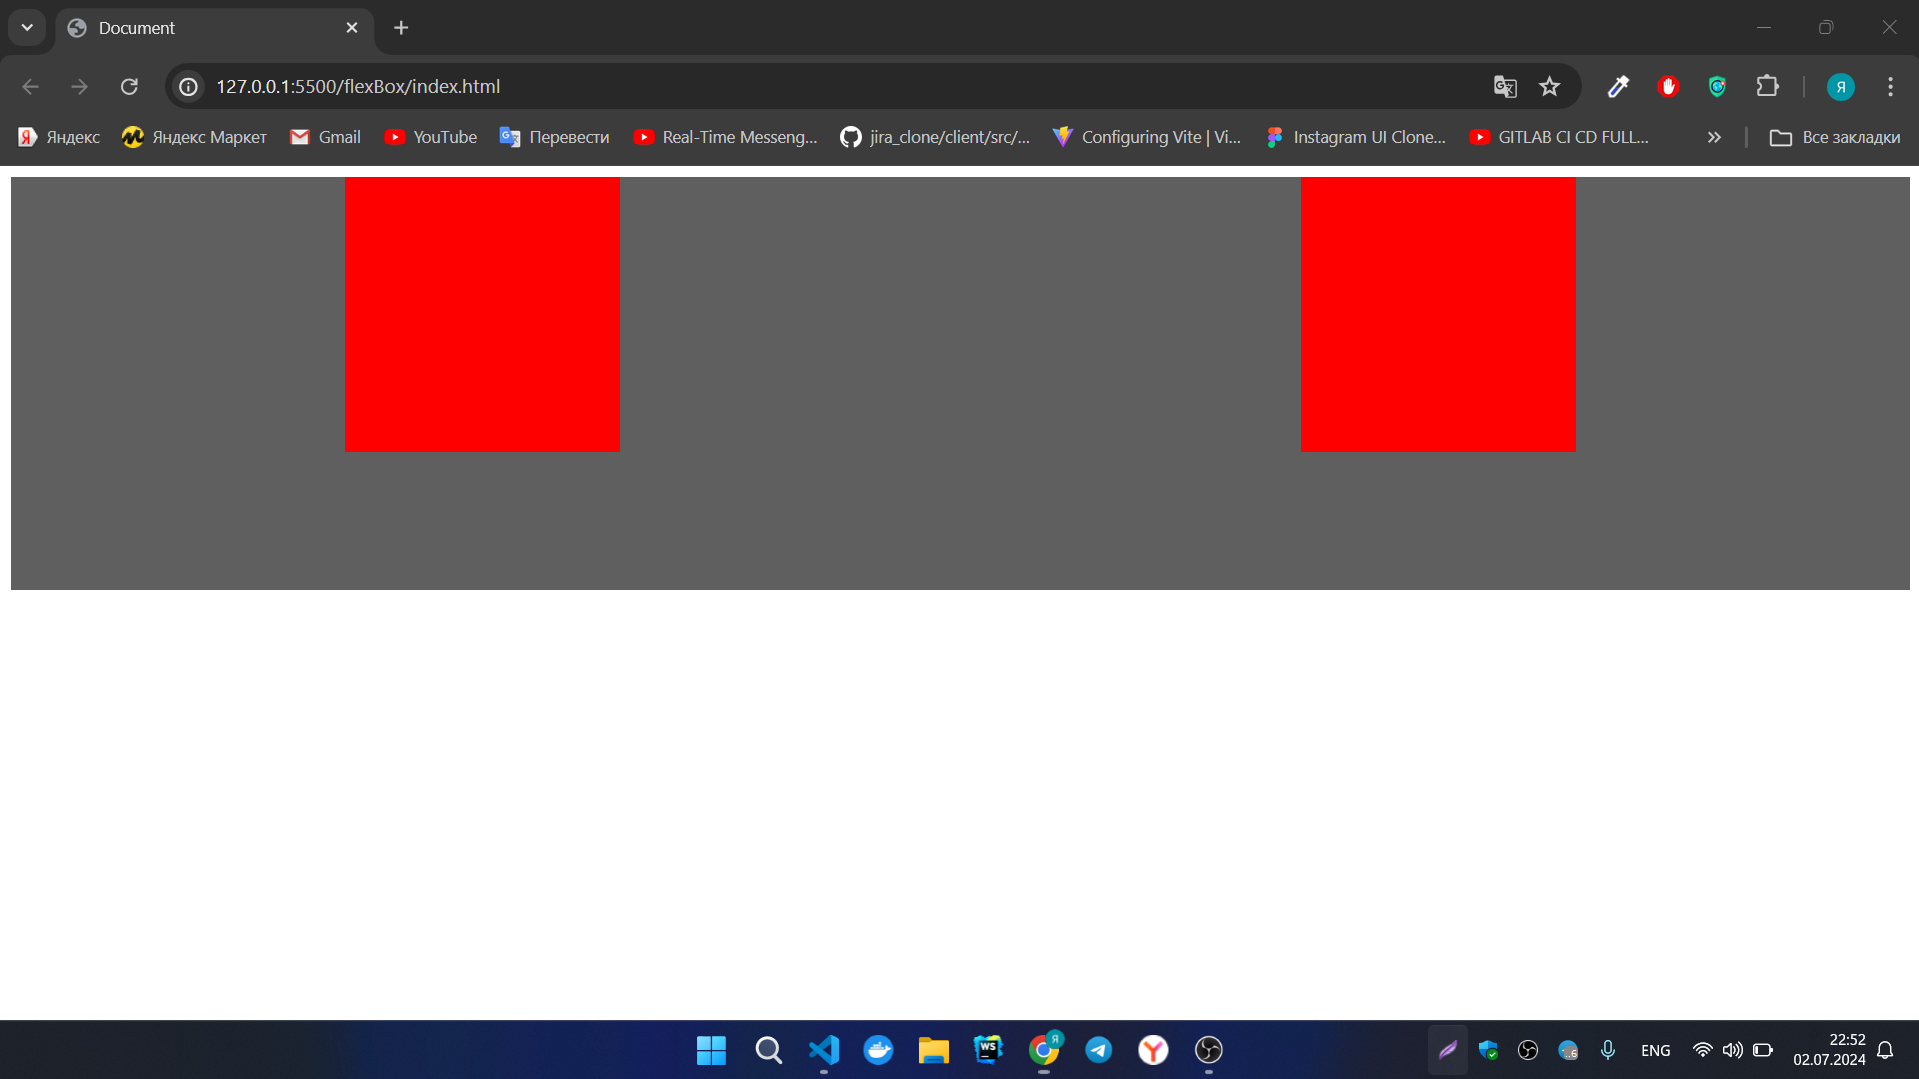 Document
127.0.0.1:5500/flexBox/index.html
Я
Яндекс
Яндекс Маркет
Gmail
YouTube
Перевести
Real-Time Messeng...
jira_clone/client/src/...
Configuring Vite | Vi...
Instagram UI Clone...
GITLAB CI CD FULL...
Все закладки
WS
Я
ENG
22:52
02.07.2024